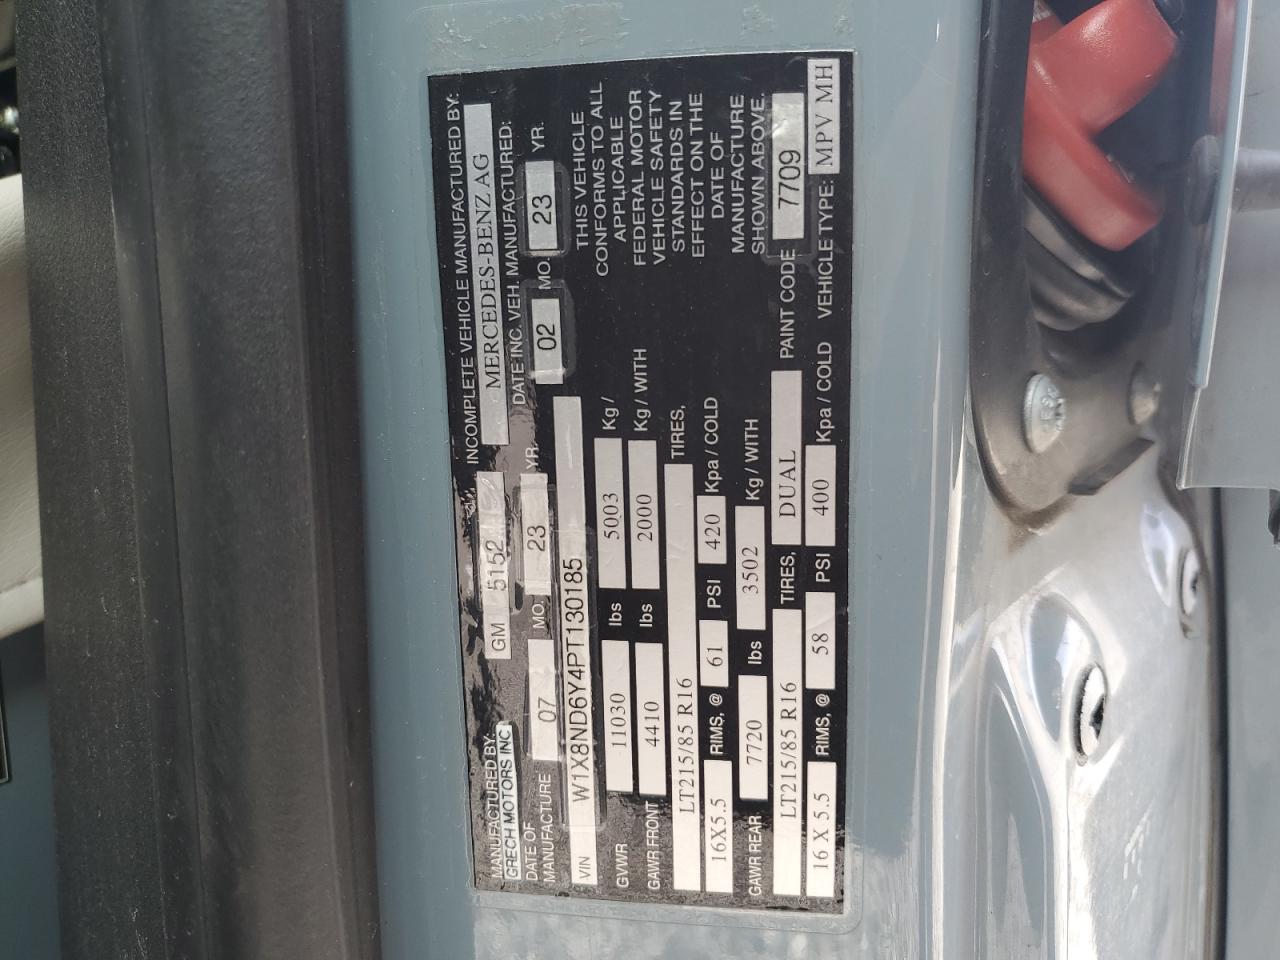 MANUFACTURED BY: GM 5152 INCOMPLETE VEHICLE MANUFACTURED BY:
GRECH MOTORS INC MERCEDES-BENZ AG
DATE OF MANUFACTURE 07 MO. 23 YR. DATE INC. VEH. MANUFACTURED: 02 MO. 23 YR.
VIN W1X8ND6Y4PT130185
GVWR 11030 lbs 5003 Kg /
GAWR FRONT 4410 lbs 2000 Kg / WITH
LT215/85 R16 TIRES,
16X5.5 RIMS, @ 61 PSI 420 Kpa / COLD
GAWR REAR 7720 lbs 3502 Kg / WITH
LT215/85 R16 TIRES, DUAL
16 X 5.5 RIMS, @ 58 PSI 400 Kpa / COLD
THIS VEHICLE
CONFORMS TO ALL
APPLICABLE
FEDERAL MOTOR
VEHICLE SAFETY
STANDARDS IN
EFFECT ON THE
DATE OF
MANUFACTURE
SHOWN ABOVE.
PAINT CODE 7709
VEHICLE TYPE: MPV MH